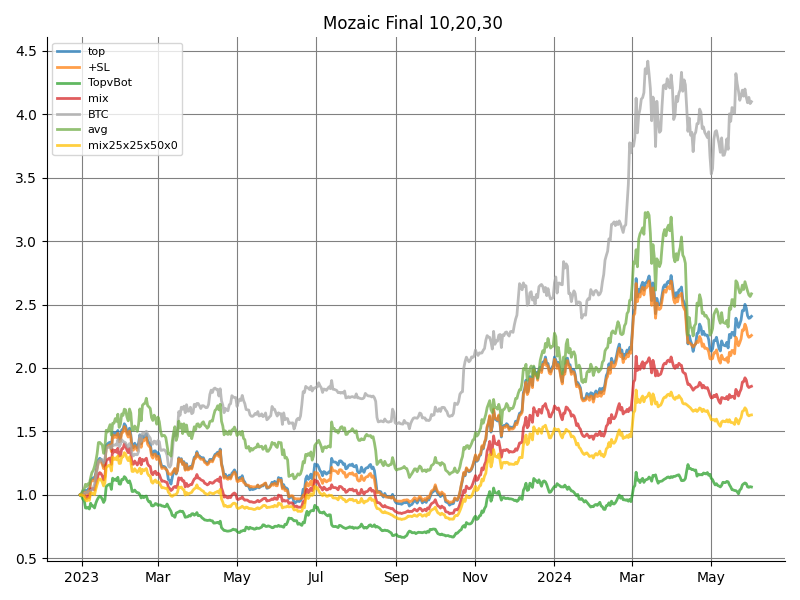 Mozaic Final 10,20,30
top
+SL
TopvBot
mix
BTC
avg
mix25x25x50x0
4.5
4.0
3.5
3.0
2.5
2.0
1.5
1.0
0.5
2023 Mar May Jul Sep Nov 2024 Mar May